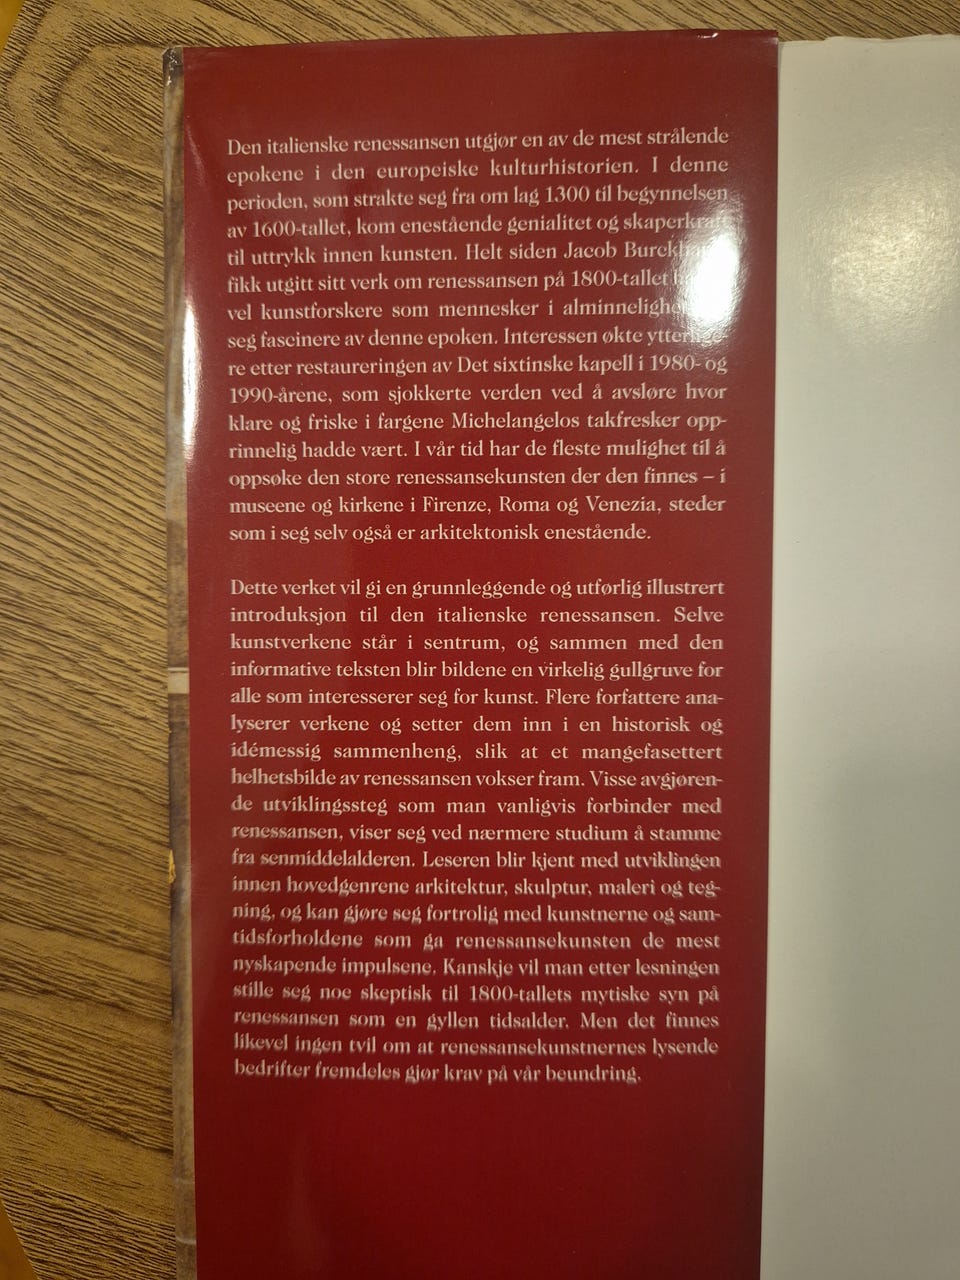 Den italienske renessansen utgjør en av de mest strålende
epokene i den europeiske kulturhistorien. I denne
perioden, som strakte seg fra om lag 1300 til begynnelsen
av 1600-tallet, kom enestående genialitet og skaperkraft
til uttrykk innen kunsten. Helt siden Jacob Burckhardt
fikk utgitt sitt verk om renessansen på 1800-tallet
vel kunstforskere som mennesker i alminnelighet
seg fascinere av denne epoken. Interessen økte ytterlige-
re etter restaureringen av Det sixtinske kapell i 1980- og
1990-årene, som sjokkerte verden ved å avsløre hvor
klare og friske i fargene Michelangelos takfresker opp-
rinnelig hadde vært. I vår tid har de fleste mulighet til å
oppsøke den store renessansekunsten der den finnes – i
museene og kirkene i Firenze, Roma og Venezia, steder
som i seg selv også er arkitektonisk enestående.
Dette verket vil gi en grunnleggende og utførlig illustrert
introduksjon til den italienske renessansen. Selve
kunstverkene står i sentrum, og sammen med den
informative teksten blir bildene en virkelig gullgruve for
alle som interesserer seg for kunst. Flere forfattere ana-
lyserer verkene og setter dem inn i en historisk og
idémessig sammenheng, slik at et mangefasettert
helhetsbilde av renessansen vokser fram. Visse avgjøren-
de utviklingssteg som man vanligvis forbinder med
renessansen, viser seg ved nærmere studium å stamme
fra senmiddelalderen. Leseren blir kjent med utviklingen
innen hovedgenrene arkitektur, skulptur, maleri og teg-
ning, og kan gjøre seg fortrolig med kunstnerne og sam-
tidsforholdene som ga renessansekunsten de mest
nyskapende impulsene. Kanskje vil man etter lesningen
stille seg noe skeptisk til 1800-tallets mytiske syn på
renessansen som en gyllen tidsalder. Men det finnes
likevel ingen tvil om at renessansekunstnernes lysende
bedrifter fremdeles gjør krav på vår beundring.